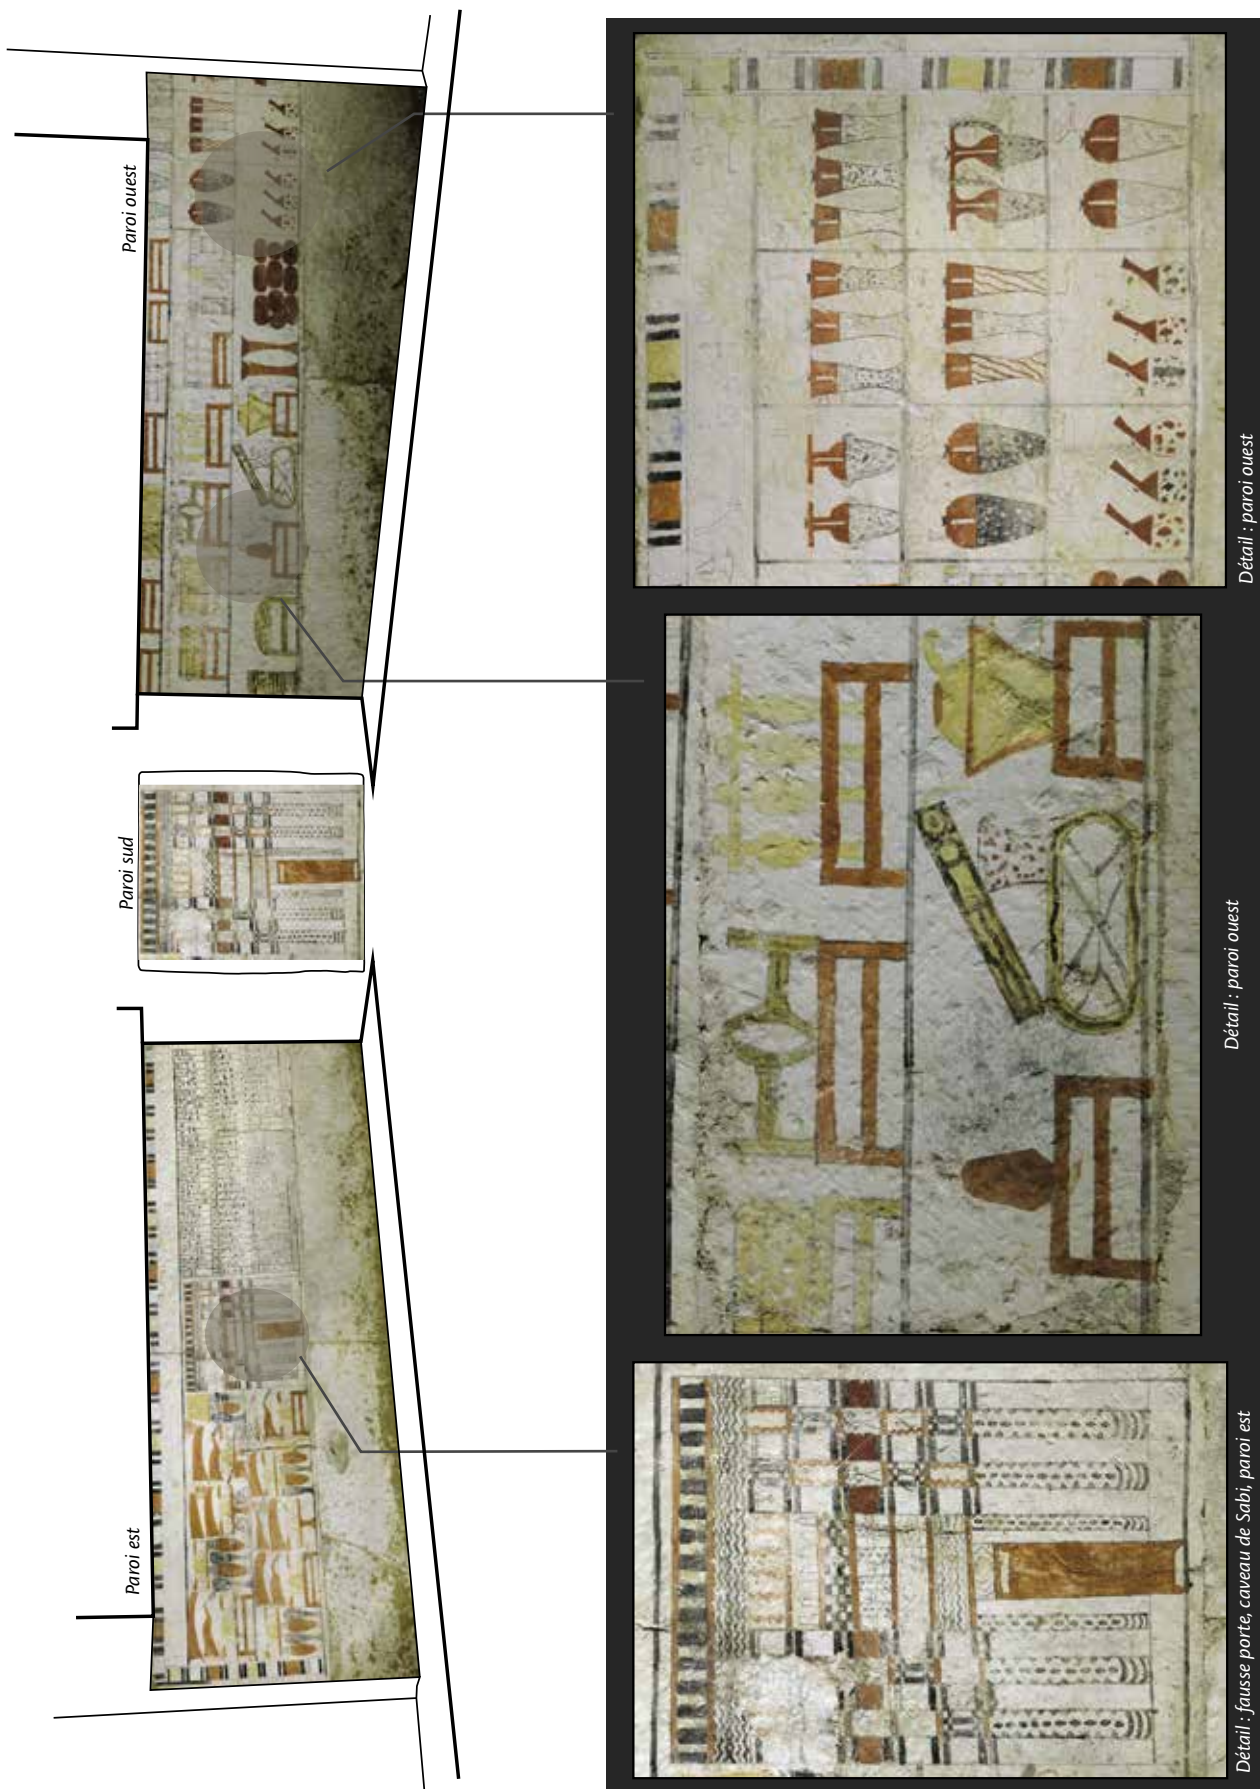 Paroi est
Paroi sud
Paroi ouest
Détail : fausse porte, caveau de Sabi, paroi est
Détail : paroi ouest
Détail : paroi ouest